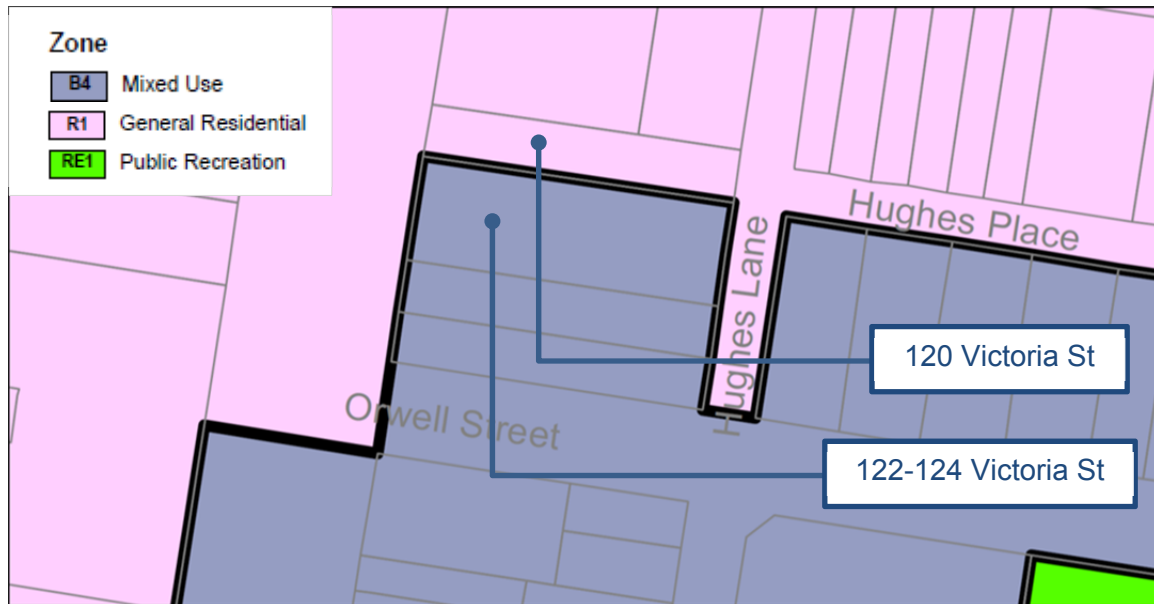 Zone
B4 Mixed Use
R1 General Residential
RE1 Public Recreation
Hughes Place
Hughes Lane
120 Victoria St
Orwell Street
122-124 Victoria St